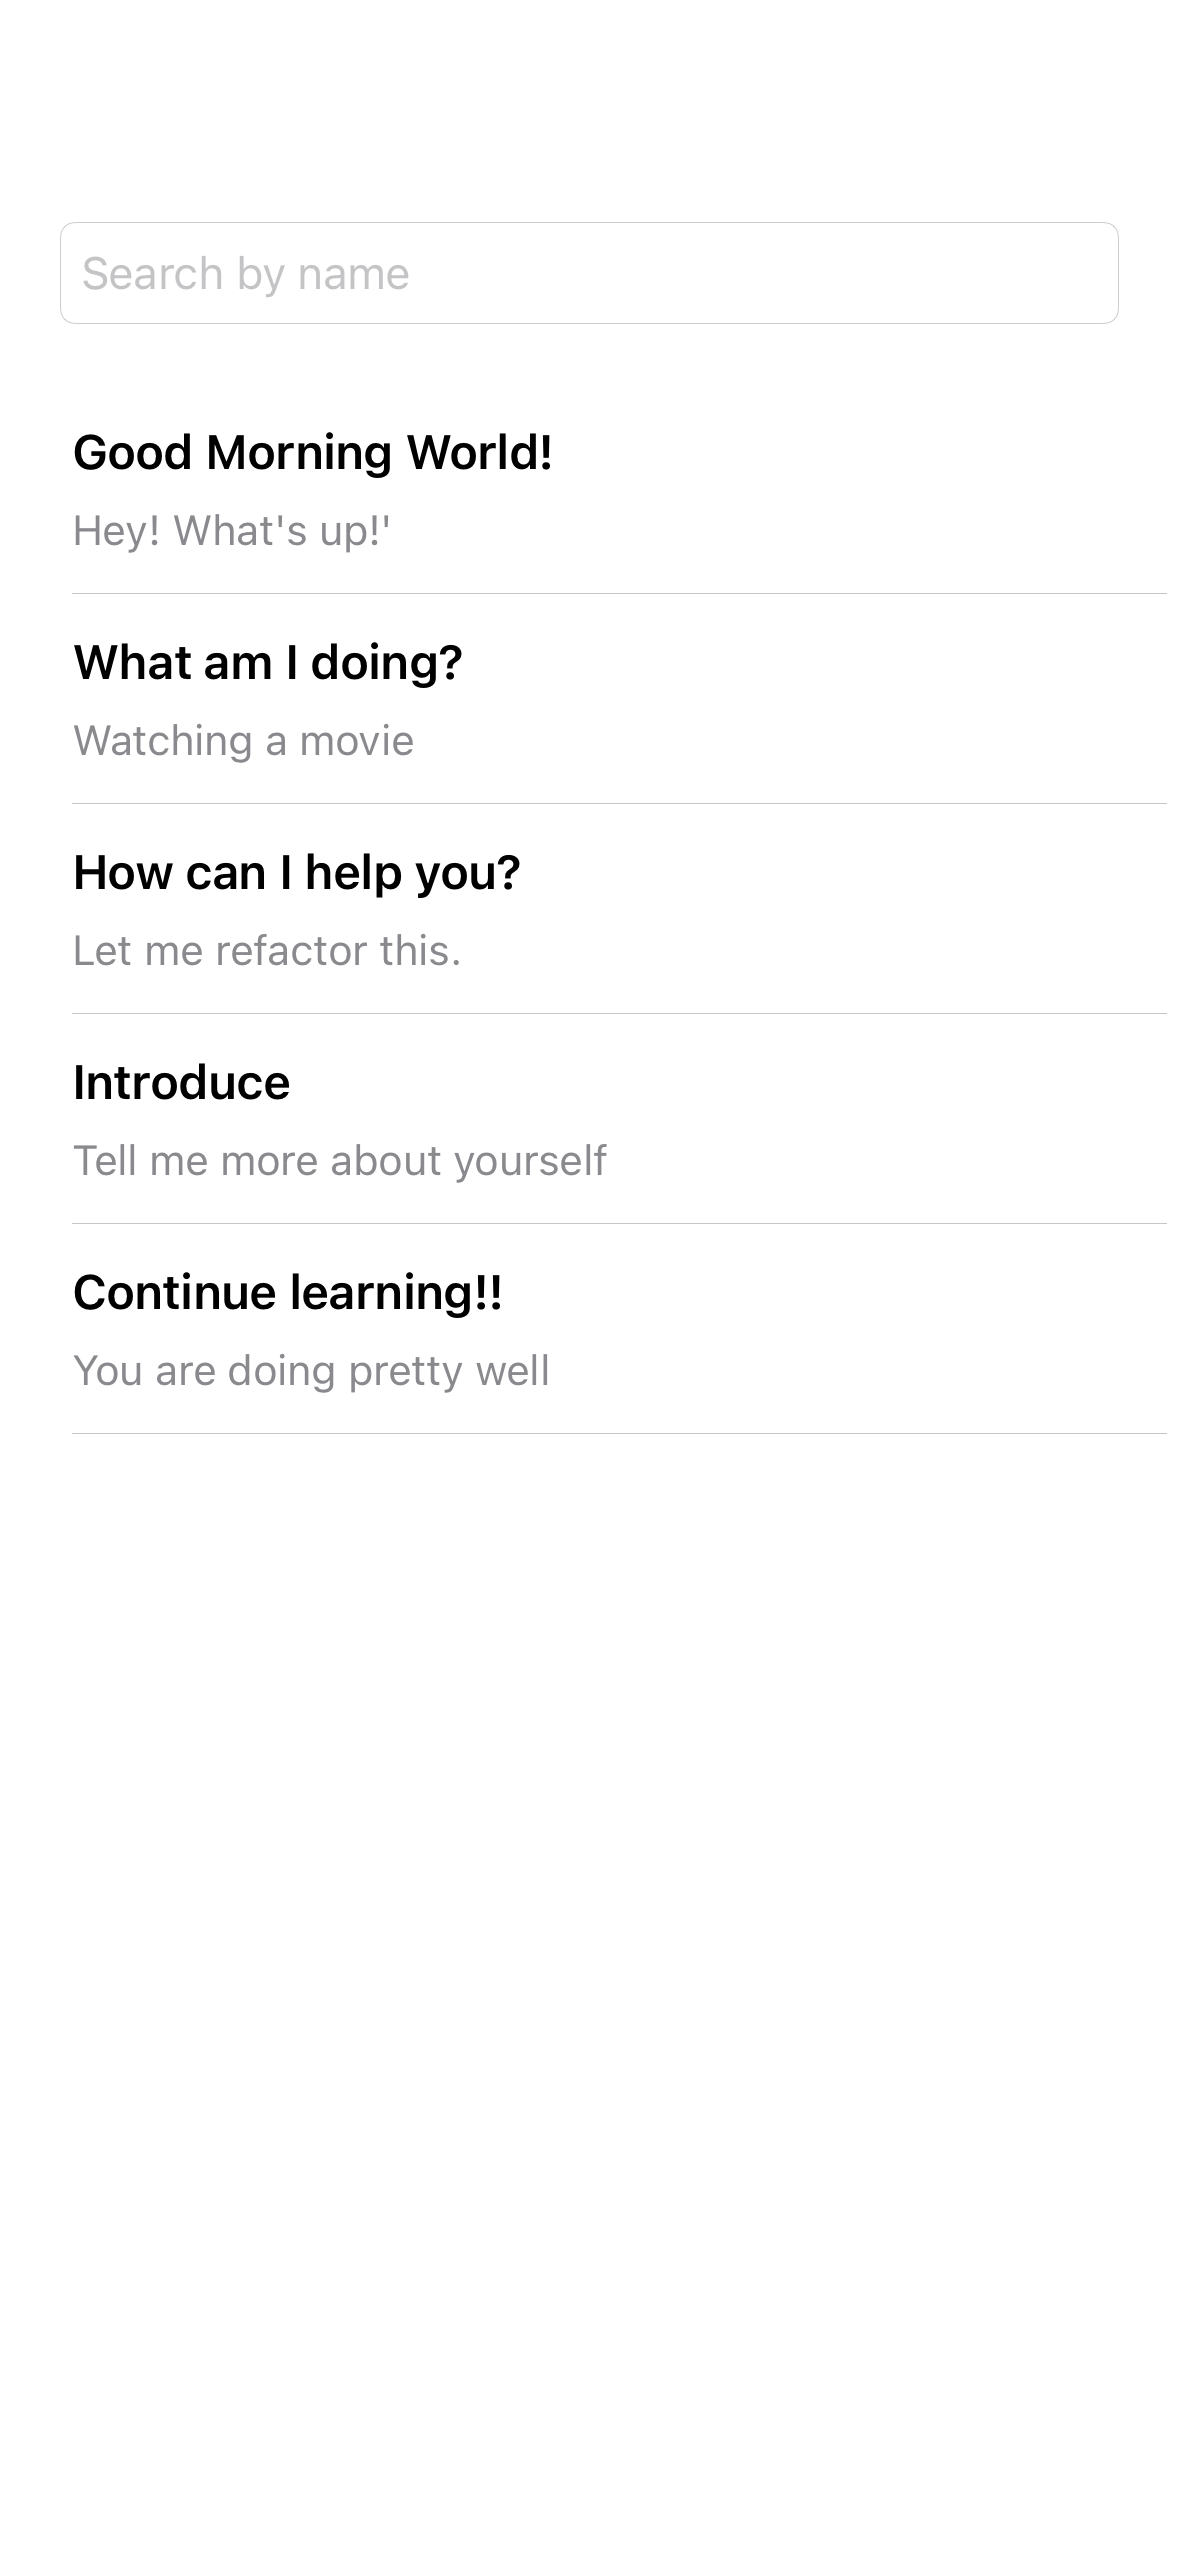 Search by name
Good Morning World!
Hey! What's up!'
What am I doing?
Watching a movie
How can I help you?
Let me refactor this.
Introduce
Tell me more about yourself
Continue learning!!
You are doing pretty well